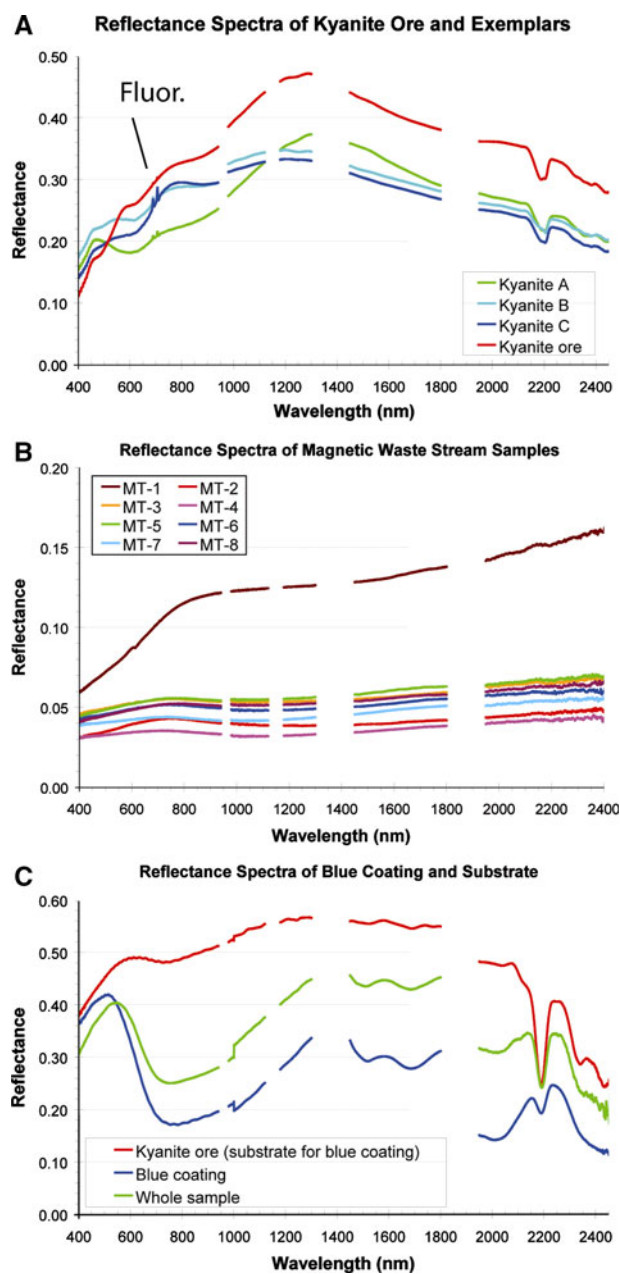 A
Reflectance Spectra of Kyanite Ore and Exemplars
0.50
0.40
0.30
0.20
0.10
0.00
Reflectance
Fluor.
Kyanite A
Kyanite B
Kyanite C
Kyanite ore
400 600 800 1000 1200 1400 1600 1800 2000 2200 2400
Wavelength (nm)
B
Reflectance Spectra of Magnetic Waste Stream Samples
0.20
0.15
0.10
0.05
0.00
Reflectance
MT-1 MT-2
MT-3 MT-4
MT-5 MT-6
MT-7 MT-8
400 600 800 1000 1200 1400 1600 1800 2000 2200 2400
Wavelength (nm)
C
Reflectance Spectra of Blue Coating and Substrate
0.60
0.50
0.40
0.30
0.20
0.10
0.00
Reflectance
Kyanite ore (substrate for blue coating)
Blue coating
Whole sample
400 600 800 1000 1200 1400 1600 1800 2000 2200 2400
Wavelength (nm)